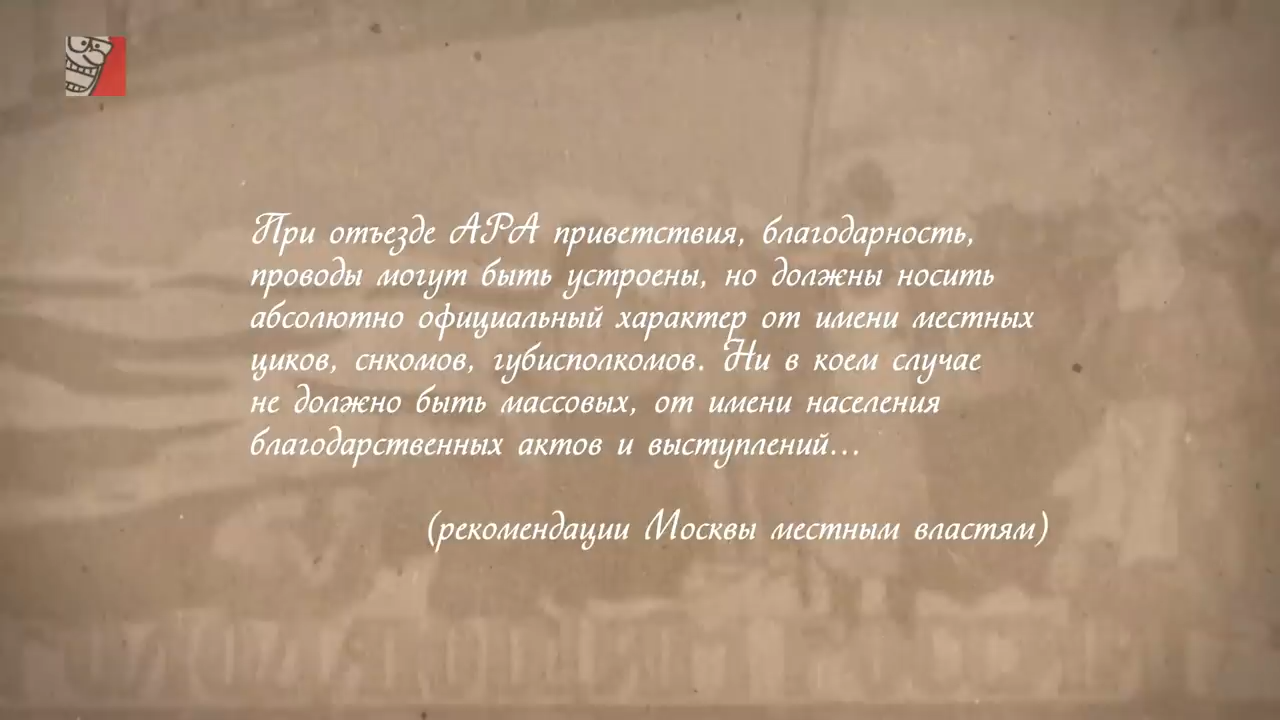 При отъезде АРА приветствия, благодарность,
проводы могут быть устроены, но должны носить
абсолютно официальный характер от имени местных
циков, снкомов, губисполкомов. Ни в коем случае
не должно быть массовых, от имени населения
благодарственных актов и выступлений...
(рекомендации Москвы местным властям)